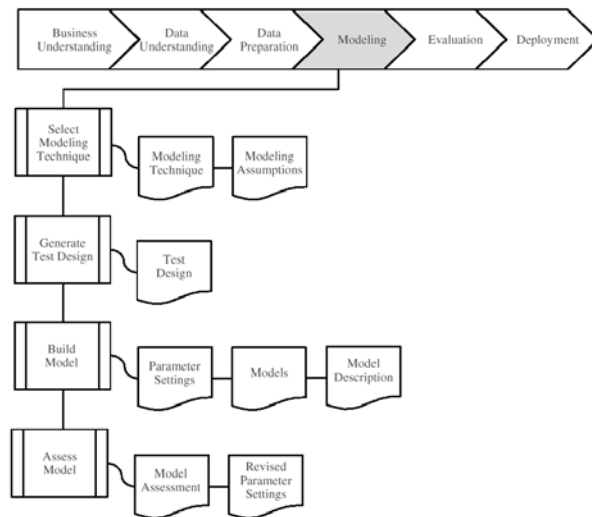 Business
Understanding
Data
Understanding
Data
Preparation
Modeling
Evaluation
Deployment
Select
Modeling
Technique
Modeling
Technique
Modeling
Assumptions
Generate
Test Design
Test
Design
Build
Model
Parameter
Settings
Models
Model
Description
Assess
Model
Model
Assessment
Revised
Parameter
Settings